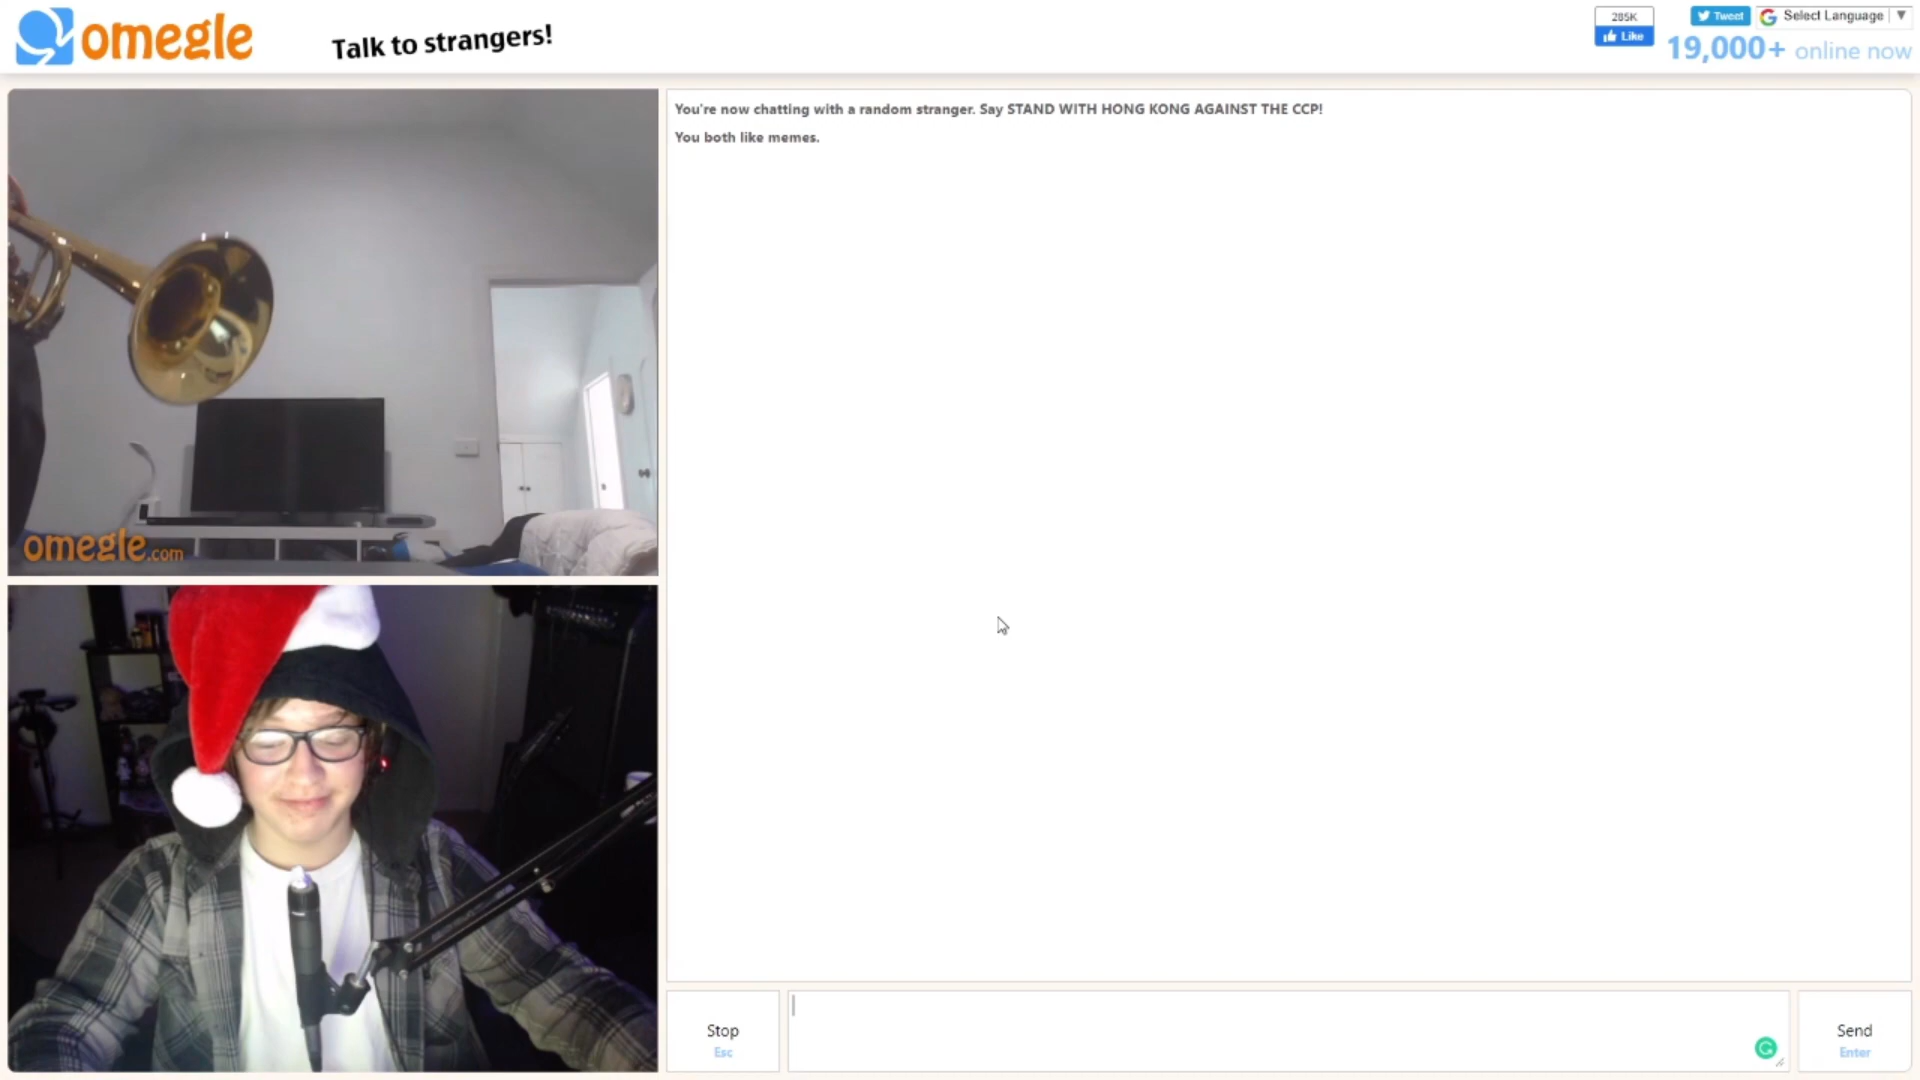 omegle
Talk to strangers!
285K
Like
Tweet
Select Language
19,000+ online now
You're now chatting with a random stranger. Say STAND WITH HONG KONG AGAINST THE CCP!
You both like memes.
omegle.com
Stop
Esc
Send
Enter